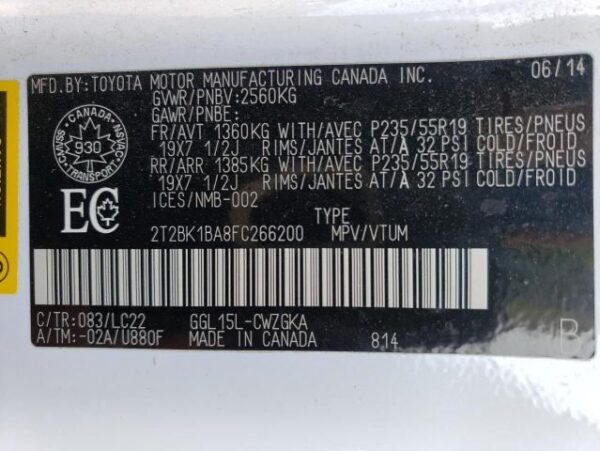 MFD. BY:TOYOTA MOTOR MANUFACTURING CANADA INC. 06/14
GVWR/PNBV:2560KG
GAWR/PNBE:
FR/AVT 1360KG WITH/AVEC P235/55R19 TIRES/PNEUS
19X7 1/2J RIMS/JANTES AT/À 32 PSI COLD/FROID
RR/ARR 1385KG WITH/AVEC P235/55R19 TIRES/PNEUS
19X7 1/2J RIMS/JANTES AT/À 32 PSI COLD/FROID
ICES/NMB-002
CANADA
930
TRANSPORT
EC
TYPE
2T2BK1BA8FC266200 MPV/VTUM
C/TR: 083/LC22 GGL15L-CWZGKA
A/TM:-02A/U880F MADE IN CANADA 814
B